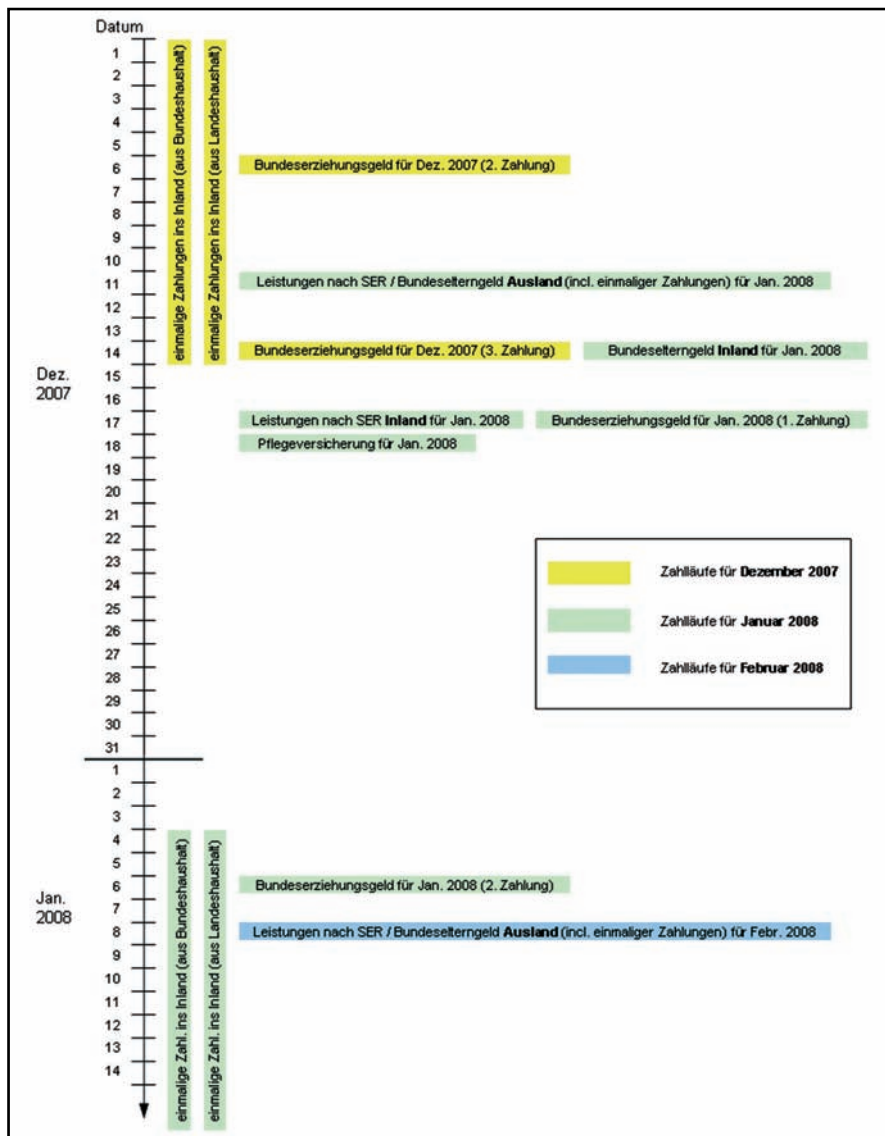 Datum
1
2
3
4
5
6
7
8
9
10
11
12
13
14
15
16
17
18
19
20
21
22
23
24
25
26
27
28
29
30
31
1
2
3
4
5
6
7
8
9
10
11
12
13
14
Dez.
2007
Jan.
2008
einmalige Zahlungen ins Inland (aus Bundeshaushalt)
einmalige Zahlungen ins Inland (aus Landeshaushalt)
Bundeserziehungsgeld für Dez. 2007 (2. Zahlung)
Leistungen nach SER / Bundeselterngeld Ausland (incl. einmaliger Zahlungen) für Jan. 2008
Bundeserziehungsgeld für Dez. 2007 (3. Zahlung)
Bundeselterngeld Inland für Jan. 2008
Leistungen nach SER Inland für Jan. 2008
Bundeserziehungsgeld für Jan. 2008 (1. Zahlung)
Pflegeversicherung für Jan. 2008
Zahlläufe für Dezember 2007
Zahlläufe für Januar 2008
Zahlläufe für Februar 2008
einmalige Zahl. ins Inland (aus Bundeshaushalt)
einmalige Zahl. ins Inland (aus Landeshaushalt)
Bundeserziehungsgeld für Jan. 2008 (2. Zahlung)
Leistungen nach SER / Bundeselterngeld Ausland (incl. einmaliger Zahlungen) für Febr. 2008